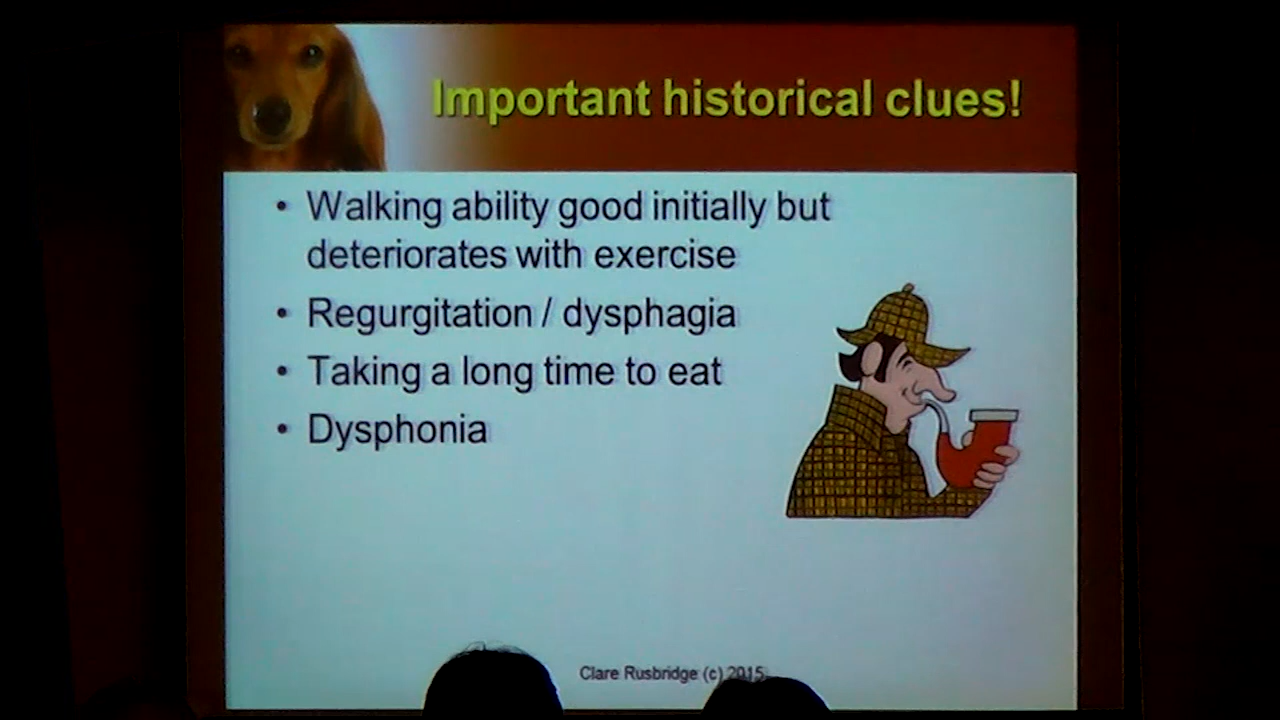 Important historical clues!
• Walking ability good initially but
deteriorates with exercise
• Regurgitation / dysphagia
• Taking a long time to eat
• Dysphonia
Clare Rusbridge (c) 2015